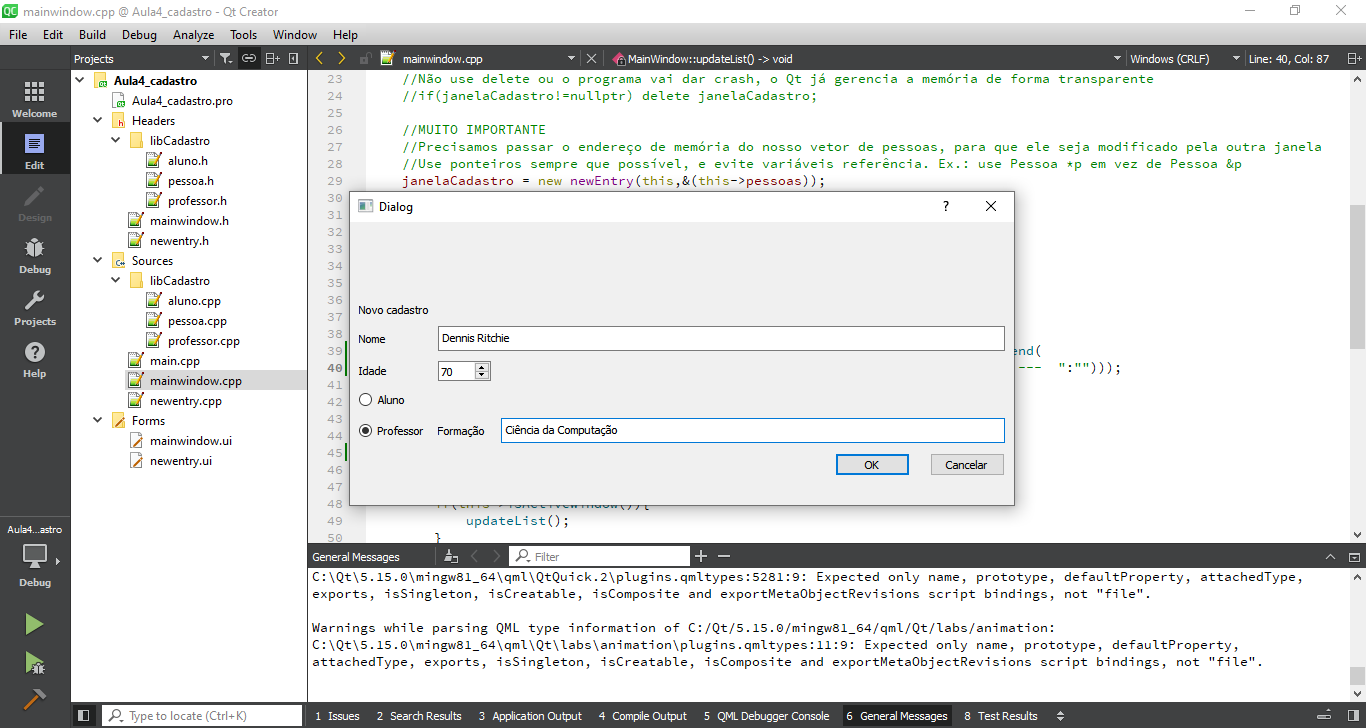 mainwindow.cpp @ Aula4_cadastro - Qt Creator
File Edit Build Debug Analyze Tools Window Help
Projects
mainwindow.cpp
MainWindow::updateList() -> void
Windows (CRLF)
Line: 40, Col: 87
Welcome
Edit
Design
Debug
Projects
Help
Aula4...astro
Debug
Aula4_cadastro
Aula4_cadastro.pro
Headers
libCadastro
aluno.h
pessoa.h
professor.h
mainwindow.h
newentry.h
Sources
libCadastro
aluno.cpp
pessoa.cpp
professor.cpp
main.cpp
mainwindow.cpp
newentry.cpp
Forms
mainwindow.ui
newentry.ui
23 //Não use delete ou o programa vai dar crash, o Qt já gerencia a memória de forma transparente
24 //if(janelaCadastro!=nullptr) delete janelaCadastro;
25
26 //MUITO IMPORTANTE
27 //Precisamos passar o endereço de memória do nosso vetor de pessoas, para que ele seja modificado pela outra janela
28 //Use ponteiros sempre que possível, e evite variáveis referência. Ex.: use Pessoa *p em vez de Pessoa &p
29 janelaCadastro = new newEntry(this,&(this->pessoas));
30
31
32
33
34
35
36
37
38
39 end(
40 --- ":"")));
41
42
43
44
45
46
47
48
49 updateList();
50 }
Dialog
?
Novo cadastro
Nome Dennis Ritchie
Idade 70
Aluno
Professor Formação Ciência da Computação
OK Cancelar
General Messages
Filter
C:\Qt\5.15.0\mingw81_64\qml\QtQuick.2\plugins.qmltypes:5281:9: Expected only name, prototype, defaultProperty, attachedType,
exports, isSingleton, isCreatable, isComposite and exportMetaObjectRevisions script bindings, not "file".
Warnings while parsing QML type information of C:/Qt/5.15.0/mingw81_64/qml/Qt/labs/animation:
C:\Qt\5.15.0\mingw81_64\qml\Qt\labs\animation\plugins.qmltypes:11:9: Expected only name, prototype, defaultProperty,
attachedType, exports, isSingleton, isCreatable, isComposite and exportMetaObjectRevisions script bindings, not "file".
Type to locate (Ctrl+K)
1 Issues 2 Search Results 3 Application Output 4 Compile Output 5 QML Debugger Console 6 General Messages 8 Test Results